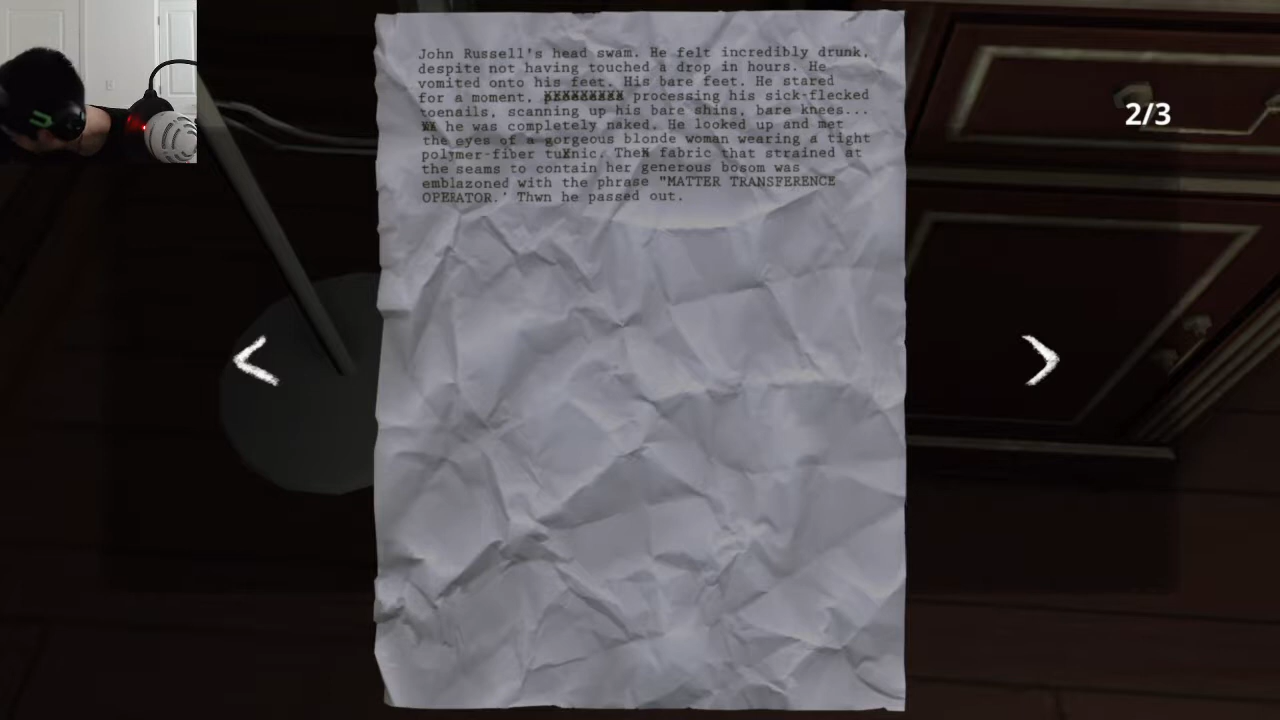 John Russell's head swam. He felt incredibly drunk,
despite not having touched a drop in hours. He
vomited onto his feet. His bare feet. He stared
for a moment, processing his sick-flecked
toenails, scanning up his bare shins, bare knees...
he was completely naked. He looked up and met
the eyes of a gorgeous blonde woman wearing a tight
polymer-fiber tuXnic. TheX fabric that strained at
the seams to contain her generous bosom was
emblazoned with the phrase "MATTER TRANSFERENCE
OPERATOR.' Thwn he passed out.
2/3